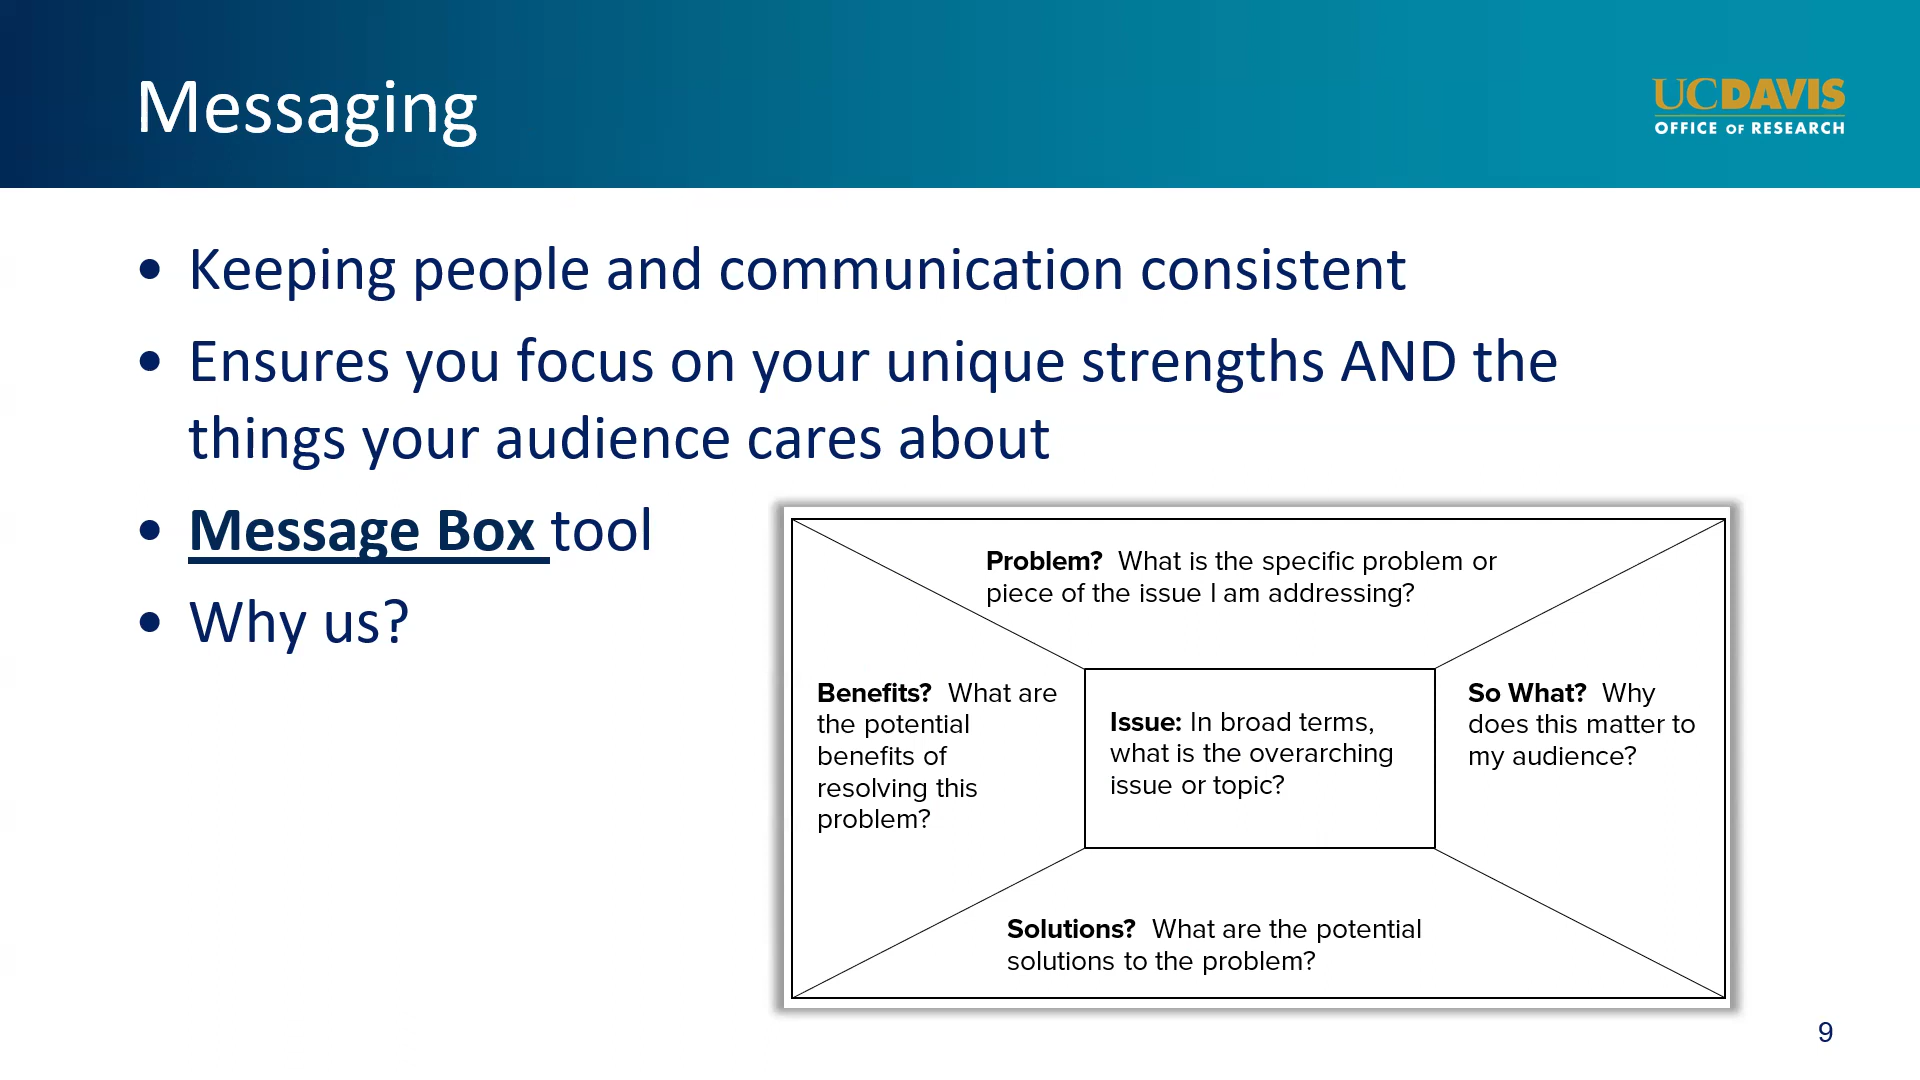 Messaging
UCDAVIS
OFFICE OF RESEARCH
• Keeping people and communication consistent
• Ensures you focus on your unique strengths AND the
things your audience cares about
• Message Box tool
• Why us?
Problem? What is the specific problem or
piece of the issue I am addressing?
Benefits? What are
the potential
benefits of
resolving this
problem?
Issue: In broad terms,
what is the overarching
issue or topic?
So What? Why
does this matter to
my audience?
Solutions? What are the potential
solutions to the problem?
9